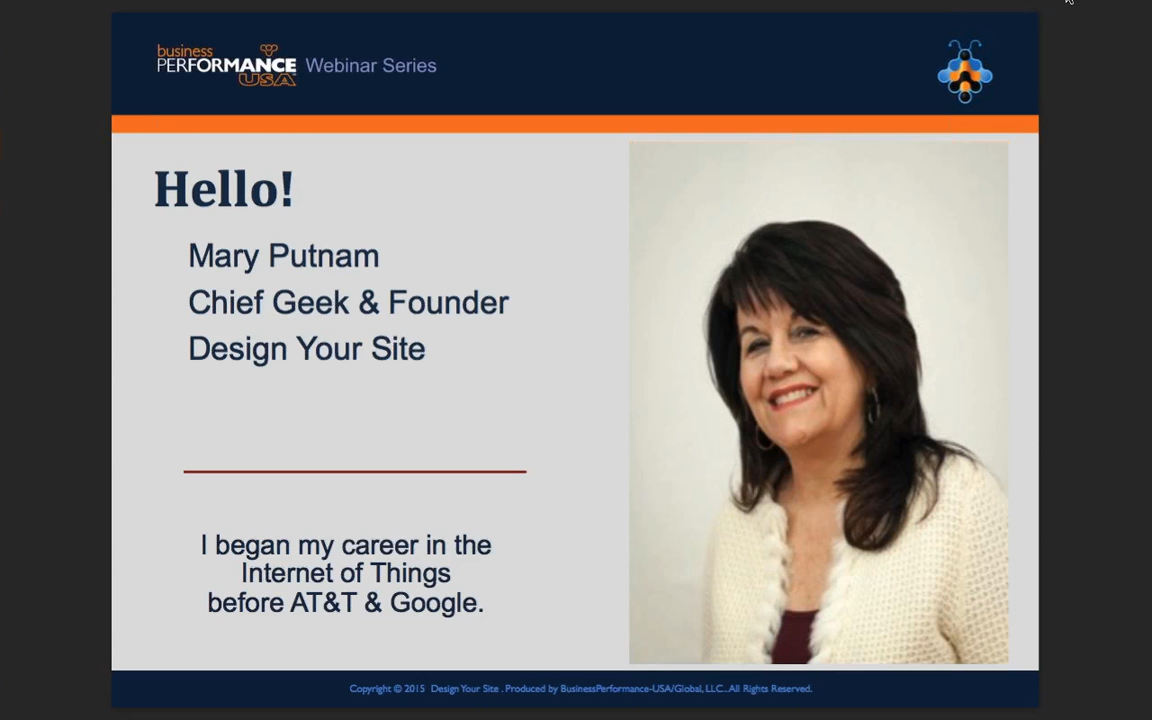 business
PERFORMANCE
USA
Webinar Series
Hello!
Mary Putnam
Chief Geek & Founder
Design Your Site
I began my career in the
Internet of Things
before AT&T & Google.
Copyright © 2015 Design Your Site . Produced by BusinessPerformance-USA/Global, LLC. .All Rights Reserved.